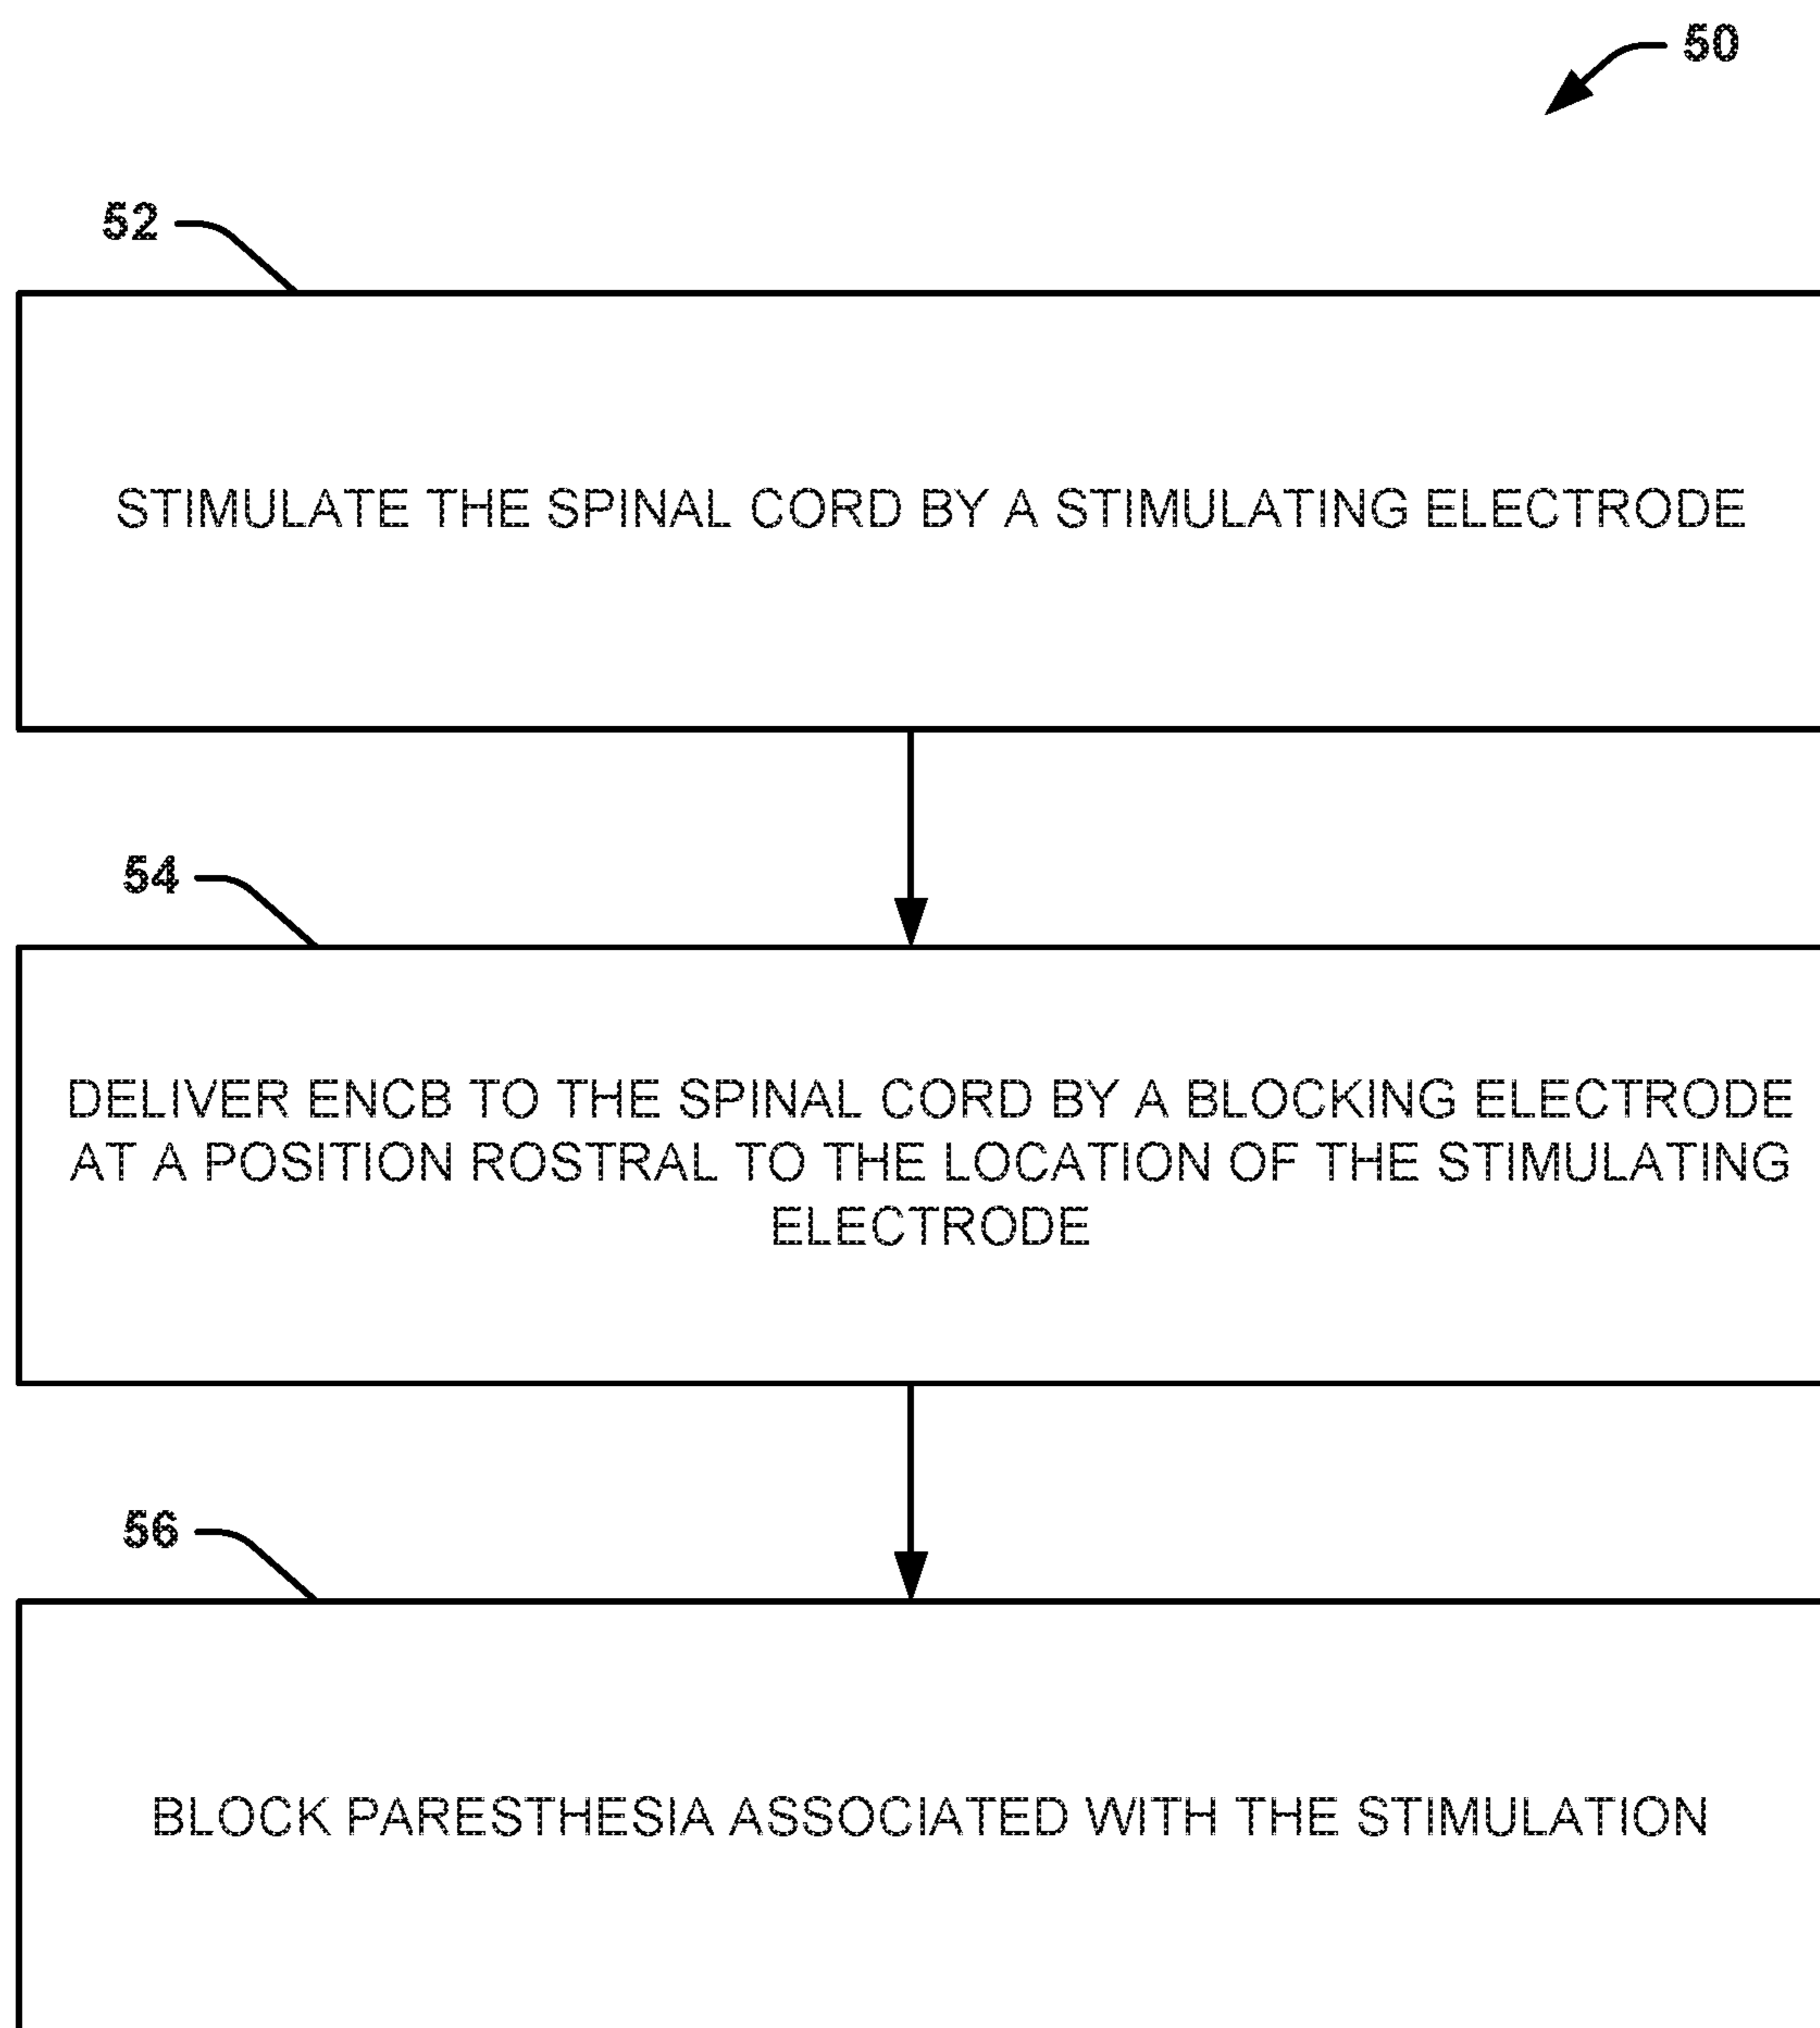 50
52
STIMULATE THE SPINAL CORD BY A STIMULATING ELECTRODE
54
DELIVER ENCB TO THE SPINAL CORD BY A BLOCKING ELECTRODE
AT A POSITION ROSTRAL TO THE LOCATION OF THE STIMULATING
ELECTRODE
56
BLOCK PARESTHESIA ASSOCIATED WITH THE STIMULATION